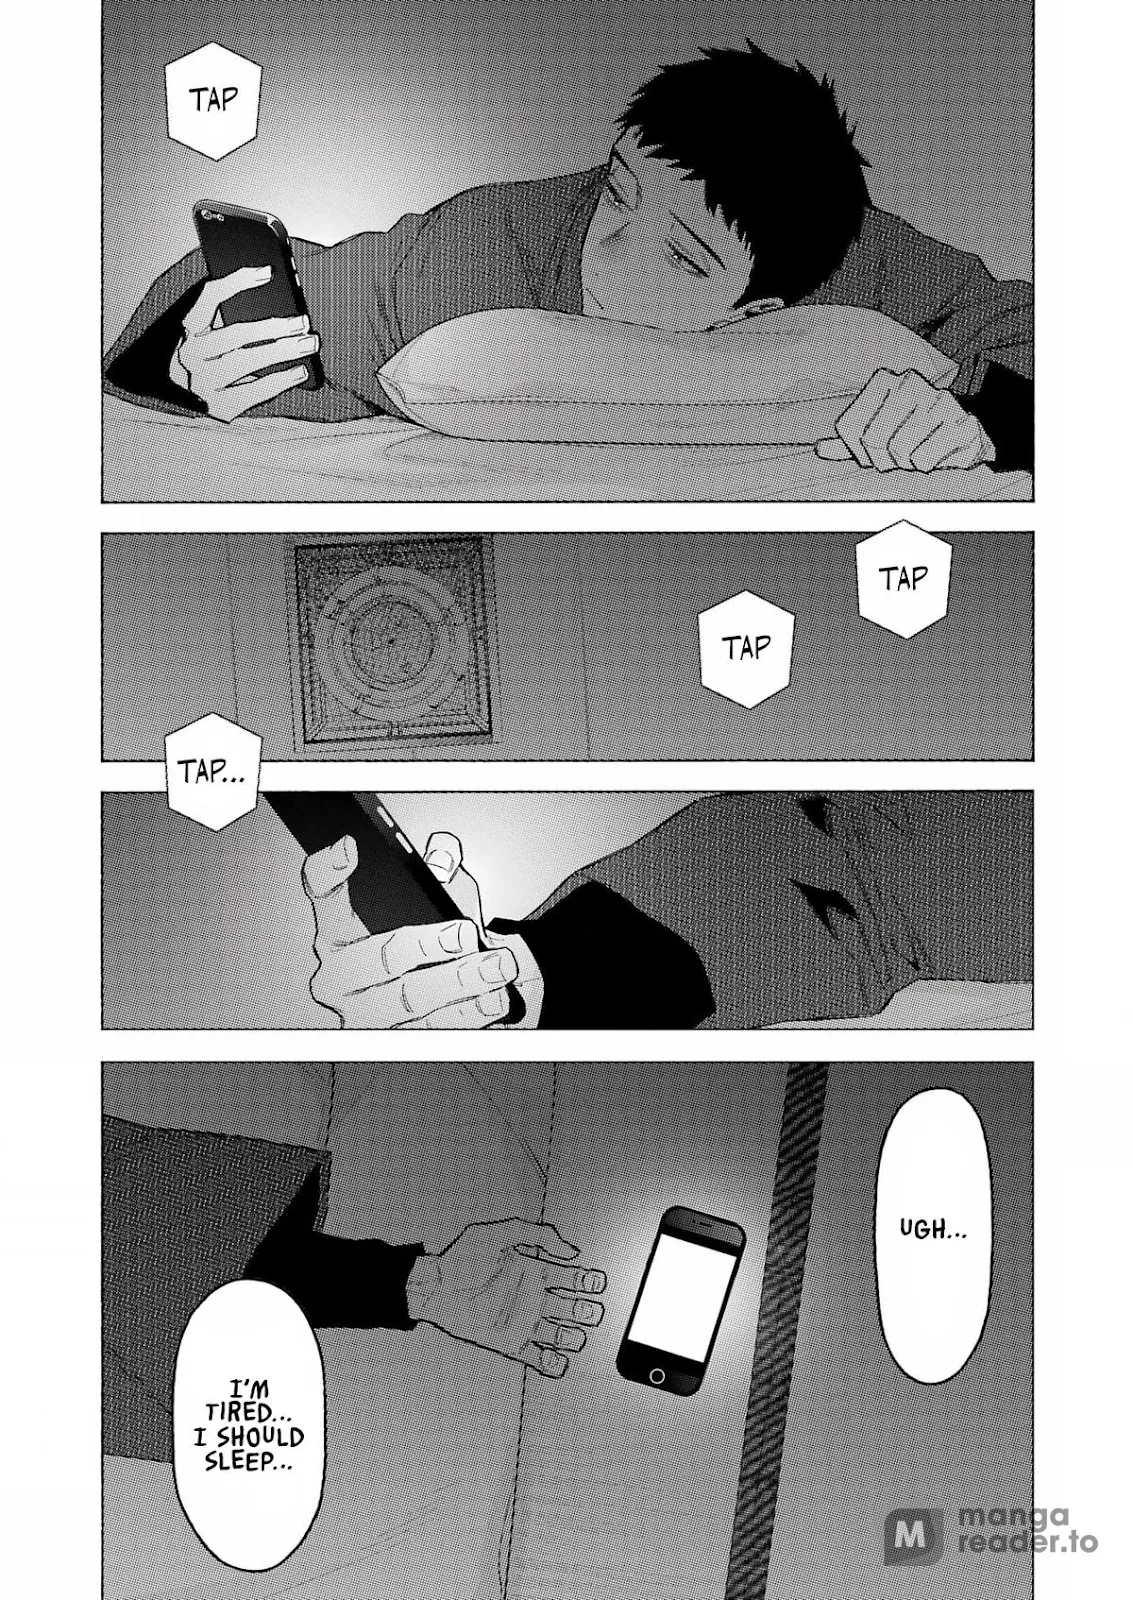 TAP
TAP
TAP
TAP...
UGH...
I'M
TIRED...
I SHOULD
SLEEP...
M
manga
reader.to